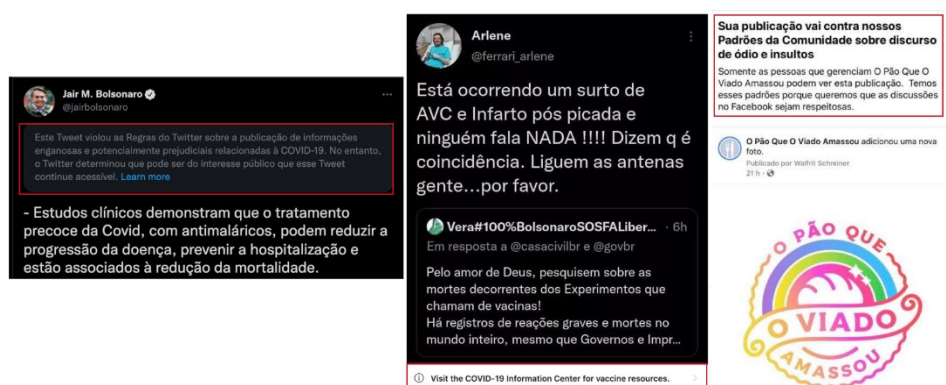 Jair M. Bolsonaro
@jairbolsonaro
Este Tweet violou as Regras do Twitter sobre a publicação de informações
enganosas e potencialmente prejudiciais relacionadas à COVID-19. No entanto,
o Twitter determinou que pode ser do interesse público que esse Tweet
continue acessível. Learn more
- Estudos clínicos demonstram que o tratamento
precoce da Covid, com antimaláricos, podem reduzir a
progressão da doença, prevenir a hospitalização e
estão associados à redução da mortalidade.
Arlene
@ferrari_arlene
Está ocorrendo um surto de
AVC e Infarto pós picada e
ninguém fala NADA !!!! Dizem q é
coincidência. Liguem as antenas
gente...por favor.
Vera#100%BolsonaroSOSFALiber... · 6h
Em resposta a @casacivilbr e @govbr
Pelo amor de Deus, pesquisem sobre as
mortes decorrentes dos Experimentos que
chamam de vacinas!
Há registros de reações graves e mortes no
mundo inteiro, mesmo que Governos e Impr...
Visit the COVID-19 Information Center for vaccine resources.
Sua publicação vai contra nossos
Padrões da Comunidade sobre discurso
de ódio e insultos
Somente as pessoas que gerenciam O Pão Que O
Viado Amassou podem ver esta publicação. Temos
esses padrões porque queremos que as discussões
no Facebook sejam respeitosas.
O Pão Que O Viado Amassou adicionou uma nova
foto.
Publicado por Walfrit Schreiner
21 h ·
O PÃO QUE
O VIADO
AMASSOU